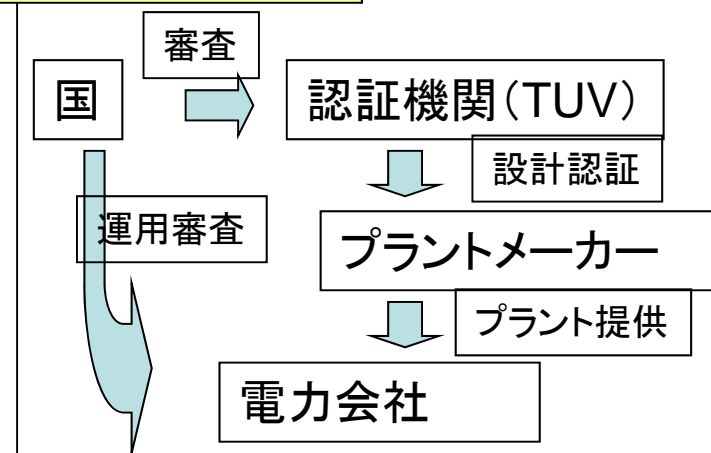 審査
国
認証機関(TUV)
設計認証
運用審査
プラントメーカー
プラント提供
電力会社